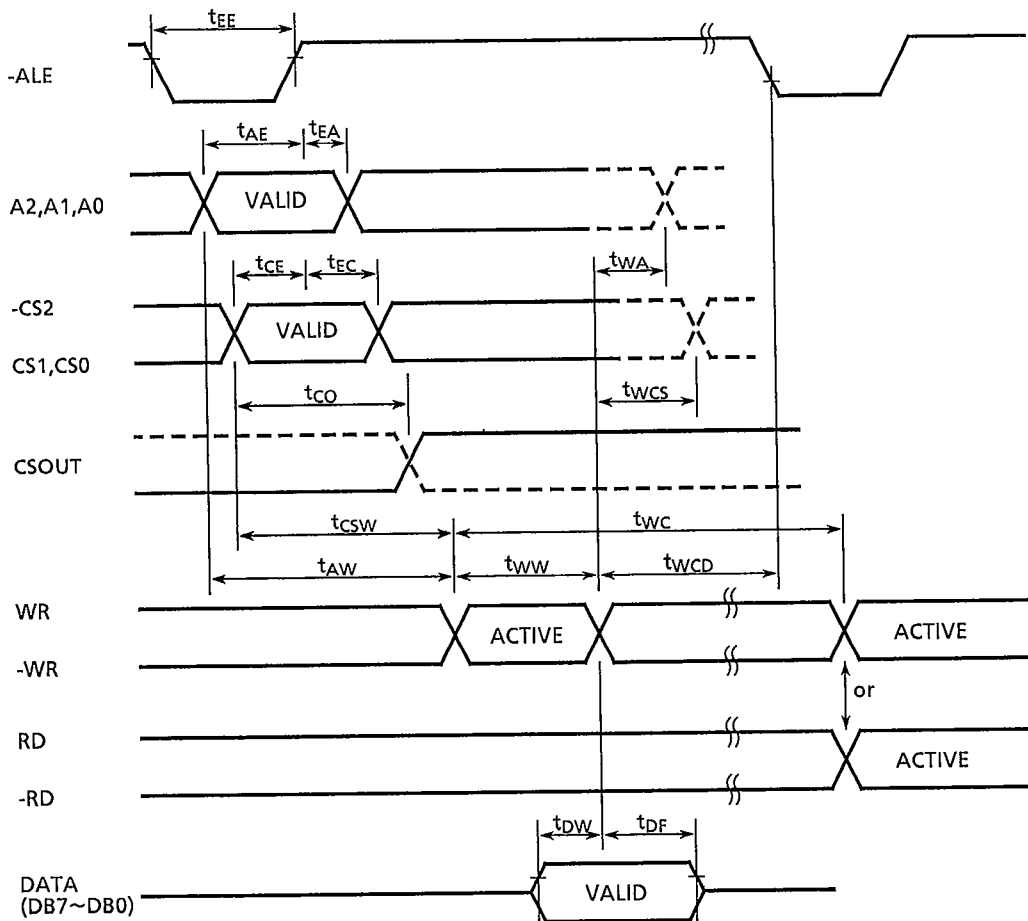 tEE
-ALE
tAE tEA
A2,A1,A0 VALID
tWA
tCE tEC
-CS2
VALID
CS1,CS0
tCO tWCS
CSOUT
tCSW tWC
tAW tWW tWCD
WR
ACTIVE ACTIVE
-WR
or
RD
ACTIVE
-RD
tDW tDF
DATA
(DB7~DB0) VALID